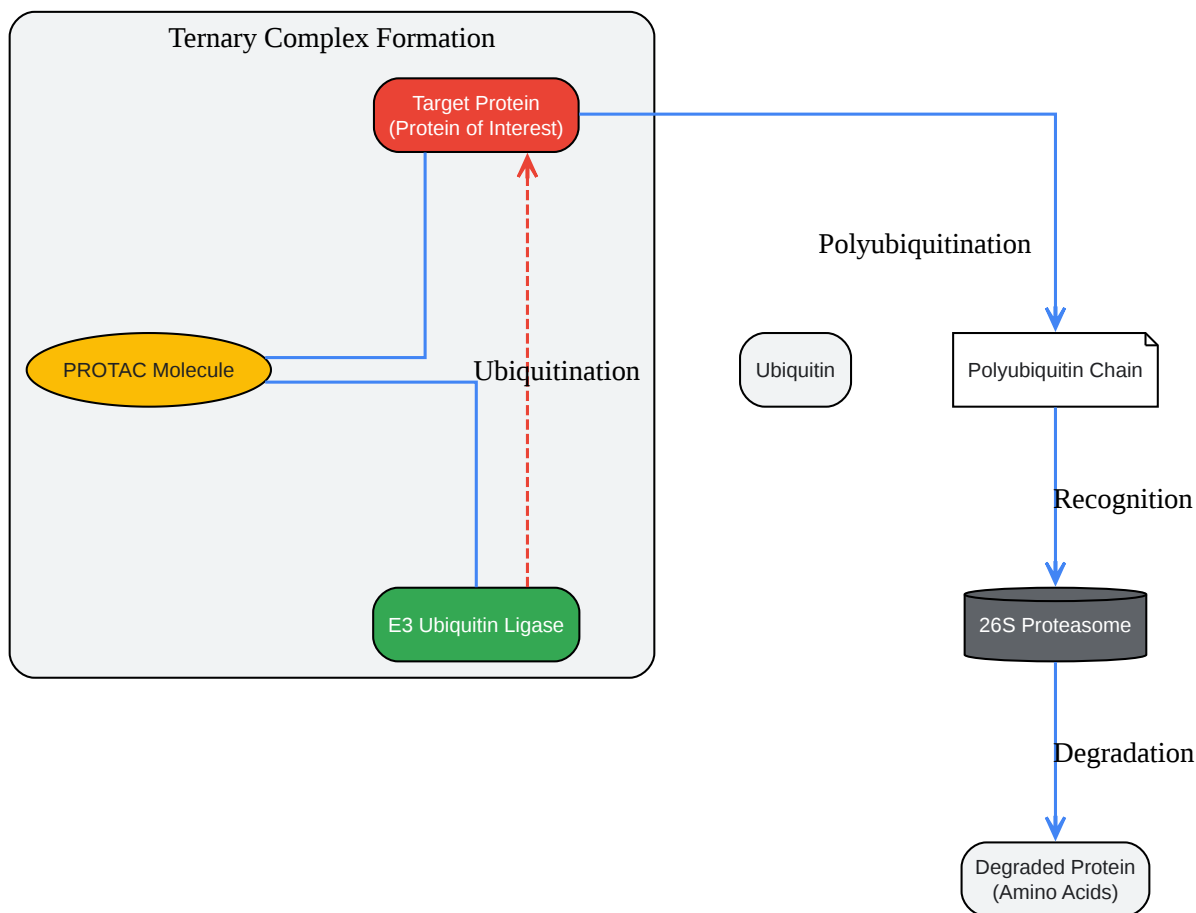 Ternary Complex Formation
Target Protein
(Protein of Interest)
Polyubiquitination
PROTAC Molecule
Ubiquitination
Ubiquitin
Polyubiquitin Chain
Recognition
E3 Ubiquitin Ligase
26S Proteasome
Degradation
Degraded Protein
(Amino Acids)